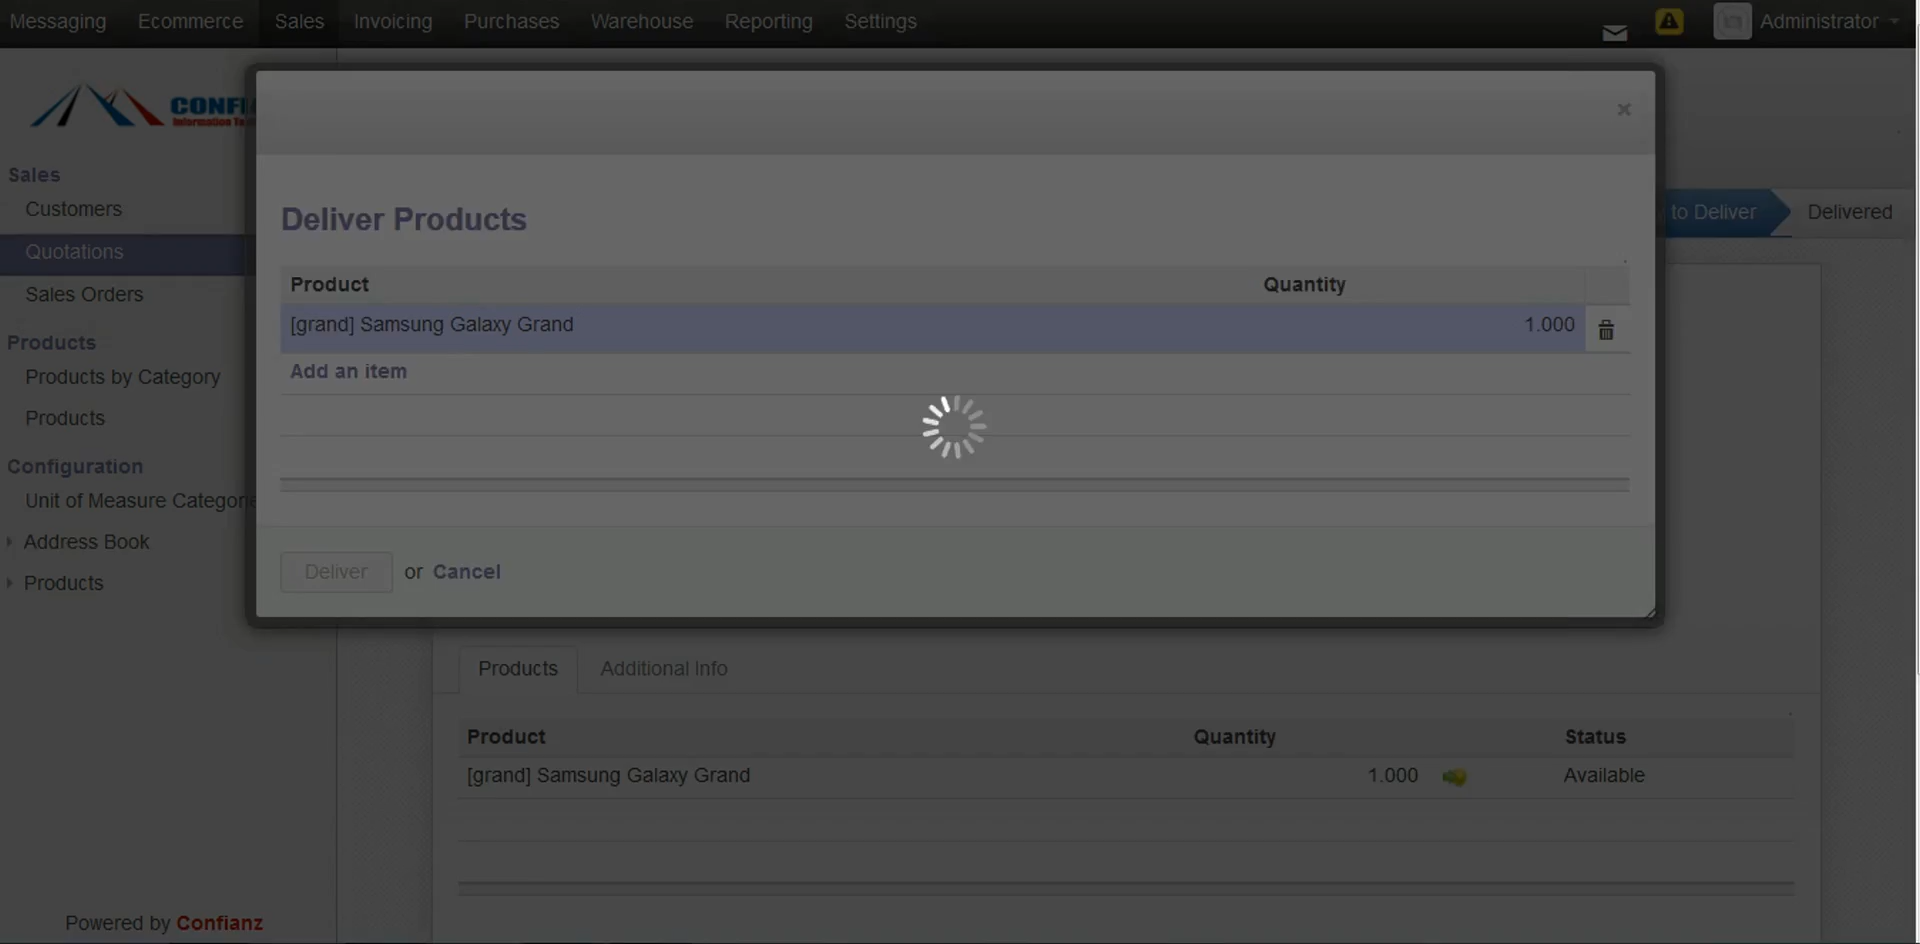 Messaging Ecommerce Sales Invoicing Purchases Warehouse Reporting Settings Administrator
CONFI
Sales
Customers
Quotations
Sales Orders
Products
Products by Category
Products
Configuration
Unit of Measure Categorie
Address Book
Products
Powered by Confianz
Deliver Products
Product Quantity
[grand] Samsung Galaxy Grand 1.000
Add an item
Deliver or Cancel
to Deliver Delivered
Products Additional Info
Product Quantity Status
[grand] Samsung Galaxy Grand 1.000 Available